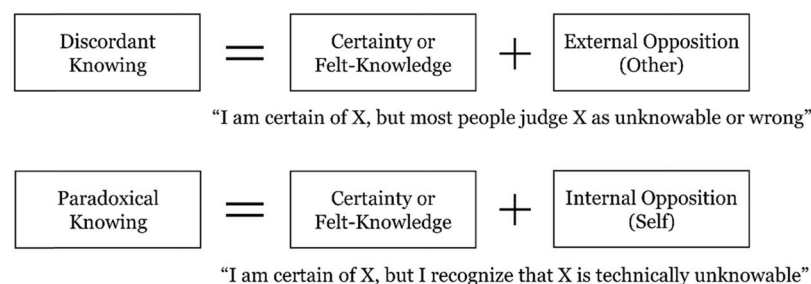 Discordant
Knowing
=
Certainty or
Felt-Knowledge
+
External Opposition
(Other)
“I am certain of X, but most people judge X as unknowable or wrong”
Paradoxical
Knowing
=
Certainty or
Felt-Knowledge
+
Internal Opposition
(Self)
“I am certain of X, but I recognize that X is technically unknowable”